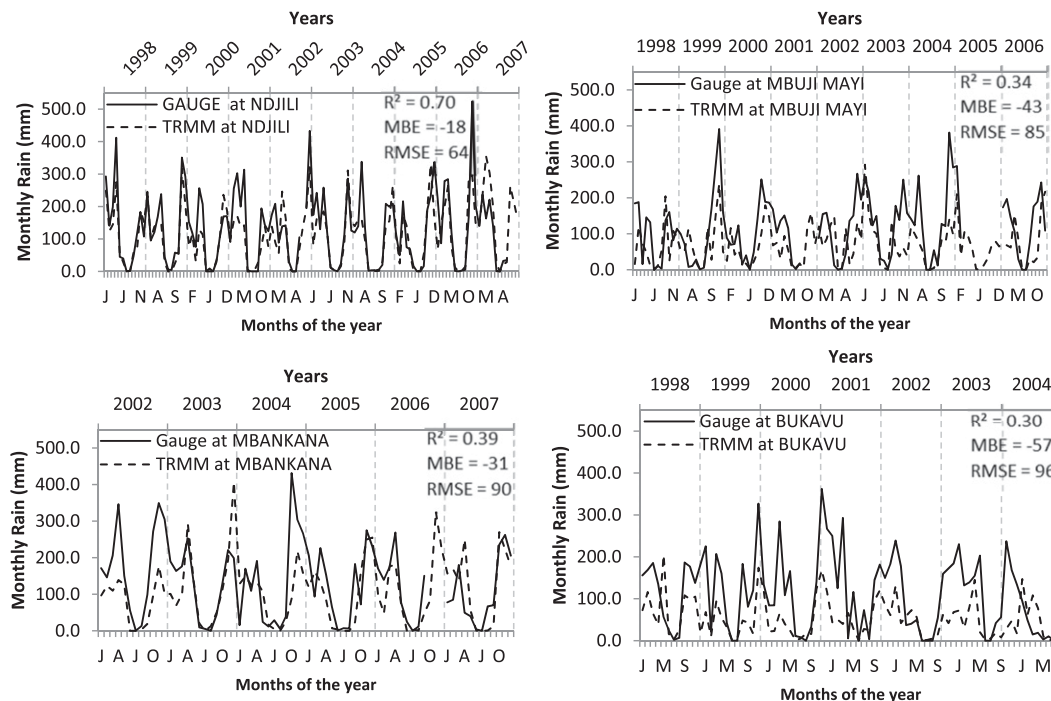 Years
1998 1999 2000 2001 2002 2003 2004 2005 2006 2007
Monthly Rain (mm)
500.0
400.0
300.0
200.0
100.0
0.0
GAUGE at NDJILI
TRMM at NDJILI
R² = 0.70
MBE = -18
RMSE = 64
J J N A S F D M O J A N J S F D M O M A
Months of the year
Years
1998 1999 2000 2001 2002 2003 2004 2005 2006
Monthly Rain (mm)
500.0
400.0
300.0
200.0
100.0
0.0
Gauge at MBUJI MAYI
TRMM at MBUJI MAYI
R² = 0.34
MBE = -43
RMSE = 85
J J N A S F J D M O M A J J N A S F J D M O
Months of the year
Years
2002 2003 2004 2005 2006 2007
Monthly Rain (mm)
500.0
400.0
300.0
200.0
100.0
0.0
Gauge at MBANKANA
TRMM at MBANKANA
R² = 0.39
MBE = -31
RMSE = 90
J A J O J A J O J A J O J A J O J A J O J A J O
Months of the year
Years
1998 1999 2000 2001 2002 2003 2004
Monthly Rain (mm)
500.0
400.0
300.0
200.0
100.0
0.0
Gauge at BUKAVU
TRMM at BUKAVU
R² = 0.30
MBE = -57
RMSE = 96
J M S J M S J M S J M S J M S J M S J M
Months of the year